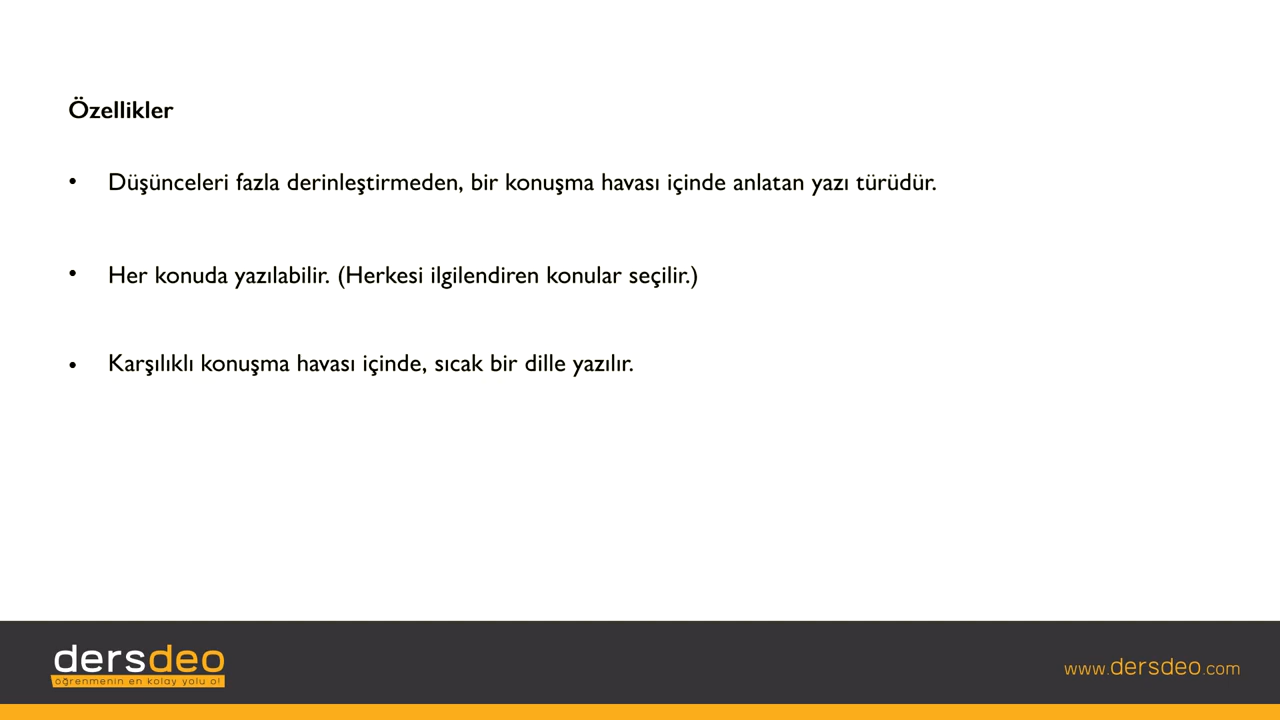 Özellikler
• Düşünceleri fazla derinleştirmeden, bir konuşma havası içinde anlatan yazı türüdür.
• Her konuda yazılabilir. (Herkesi ilgilendiren konular seçilir.)
• Karşılıklı konuşma havası içinde, sıcak bir dille yazılır.
dersdeo
öğrenmenin en kolay yolu o!
www.dersdeo.com